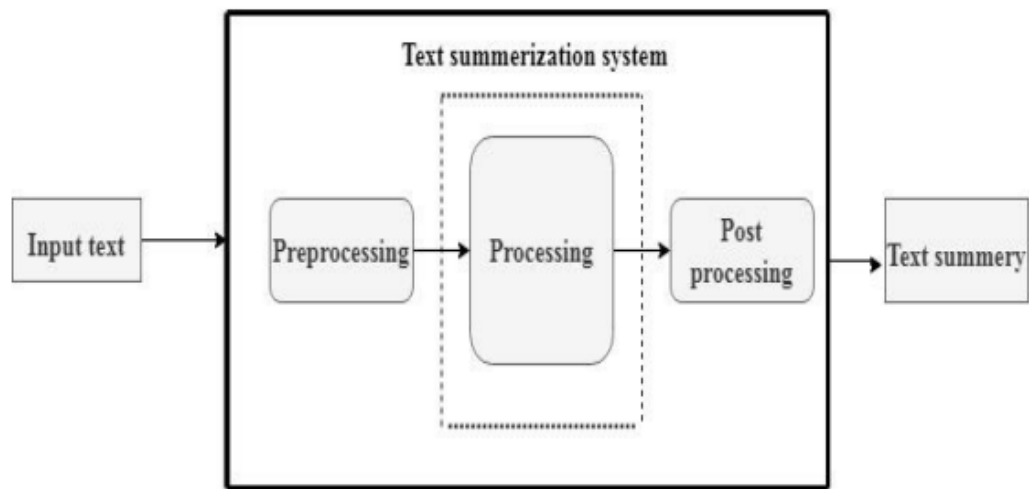 Text summerization system
Input text
Preprocessing
Processing
Post
processing
Text summery